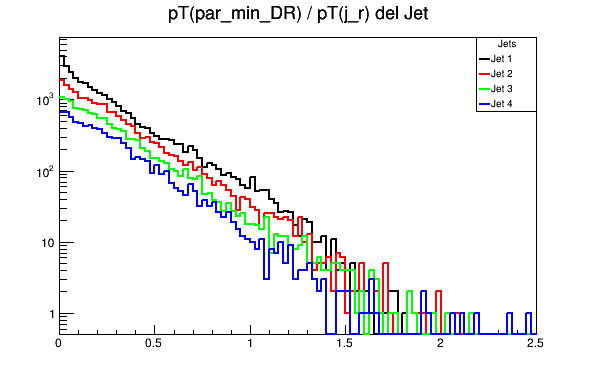 pT(par_min_DR) / pT(j_r) del Jet
Jets
Jet 1
Jet 2
Jet 3
Jet 4
10³
10²
10
1
0 0.5 1 1.5 2 2.5